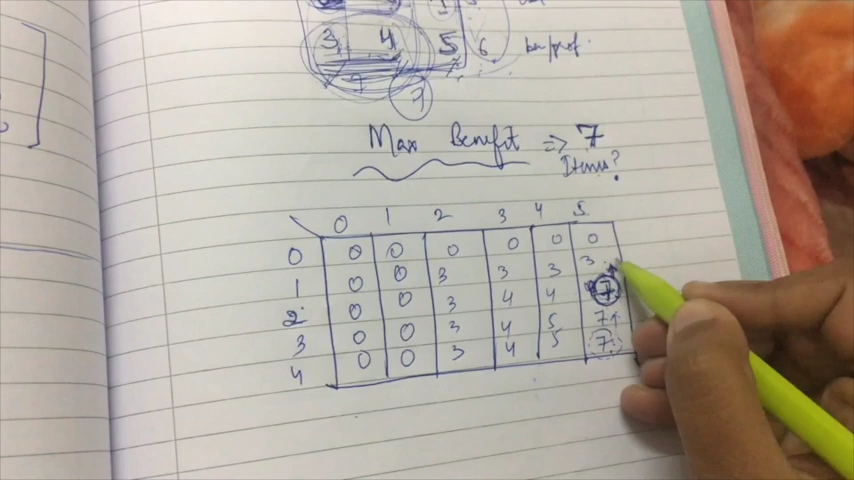 3 4 5 6
7
7
Max Benefit => 7
Items?
0 1 2 3 4 5
0 0 0 0 0 0 0
1 0 0 3 3 3 3
2 0 0 3 4 4 7
3 0 0 3 4 5 7↑
4 0 0 3 4 5 7